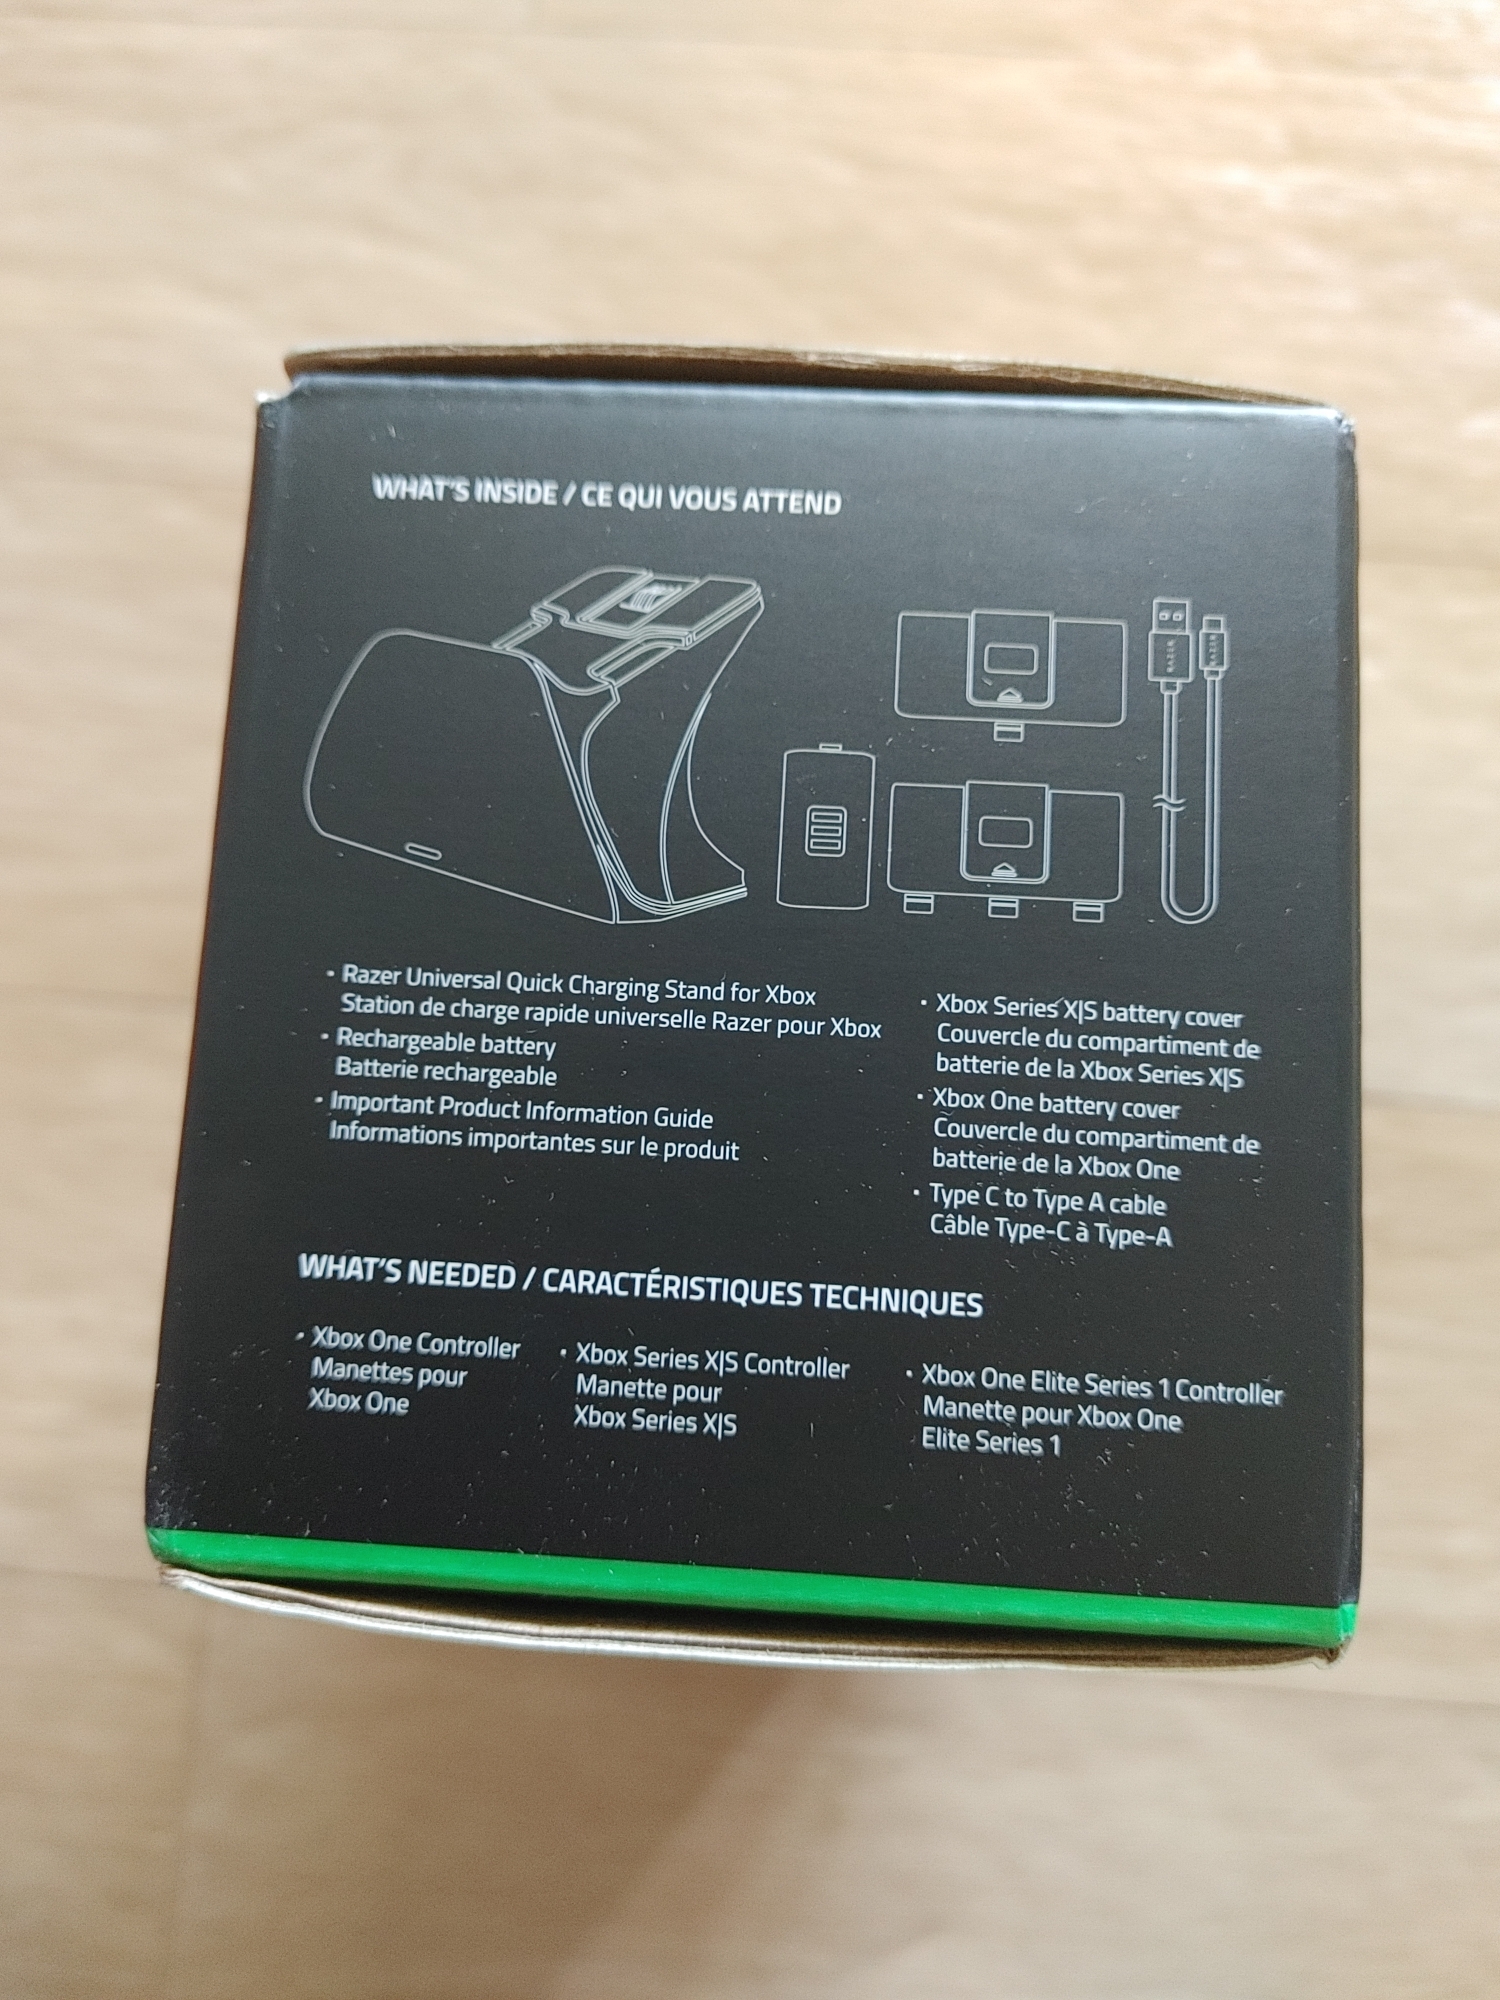 WHAT'S INSIDE / CE QUI VOUS ATTEND
RAZER
RAZER
· Razer Universal Quick Charging Stand for Xbox
Station de charge rapide universelle Razer pour Xbox
· Rechargeable battery
Batterie rechargeable
· Important Product Information Guide
Informations importantes sur le produit
· Xbox Series X|S battery cover
Couvercle du compartiment de
batterie de la Xbox Series X|S
· Xbox One battery cover
Couvercle du compartiment de
batterie de la Xbox One
· Type C to Type A cable
Câble Type-C à Type-A
WHAT'S NEEDED / CARACTÉRISTIQUES TECHNIQUES
· Xbox One Controller
Manettes pour
Xbox One
· Xbox Series X|S Controller
Manette pour
Xbox Series X|S
· Xbox One Elite Series 1 Controller
Manette pour Xbox One
Elite Series 1